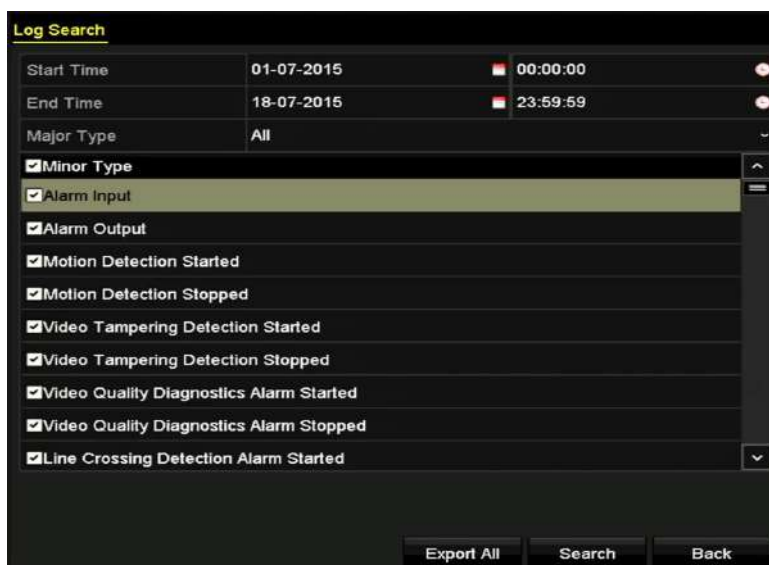 Log Search
Start Time 01-07-2015 00:00:00
End Time 18-07-2015 23:59:59
Major Type All
Minor Type
Alarm Input
Alarm Output
Motion Detection Started
Motion Detection Stopped
Video Tampering Detection Started
Video Tampering Detection Stopped
Video Quality Diagnostics Alarm Started
Video Quality Diagnostics Alarm Stopped
Line Crossing Detection Alarm Started
Export All Search Back